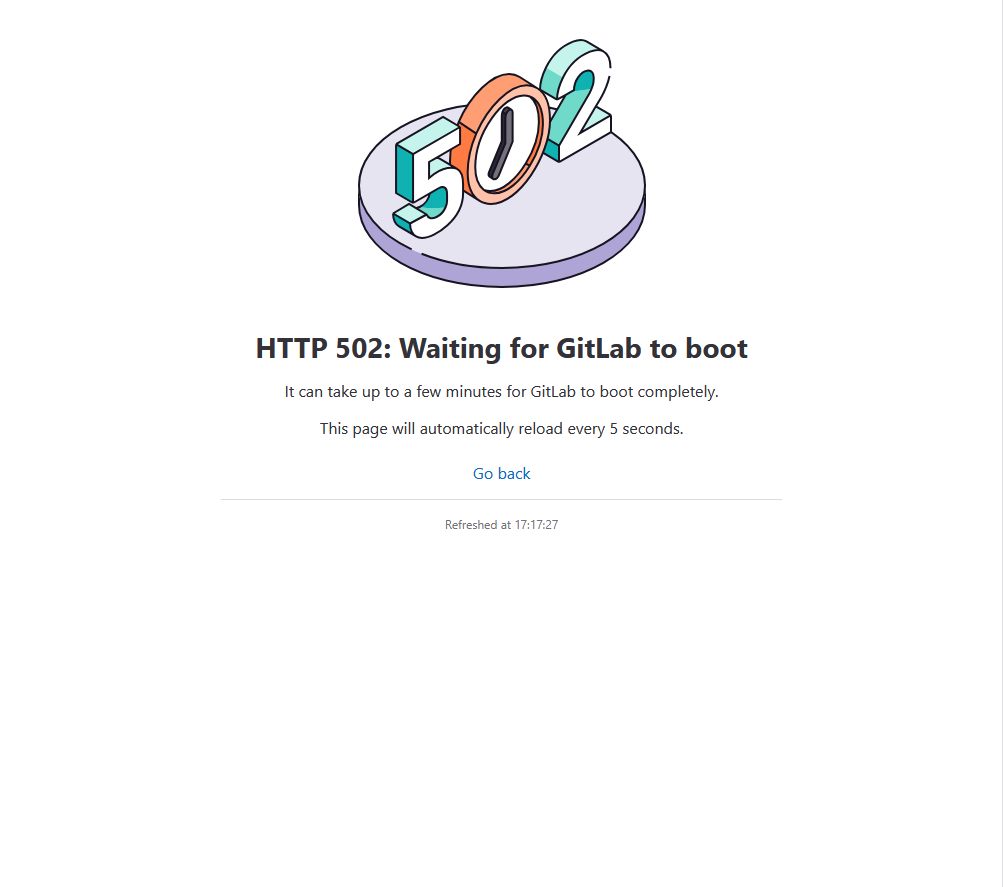 502
HTTP 502: Waiting for GitLab to boot
It can take up to a few minutes for GitLab to boot completely.
This page will automatically reload every 5 seconds.
Go back
Refreshed at 17:17:27